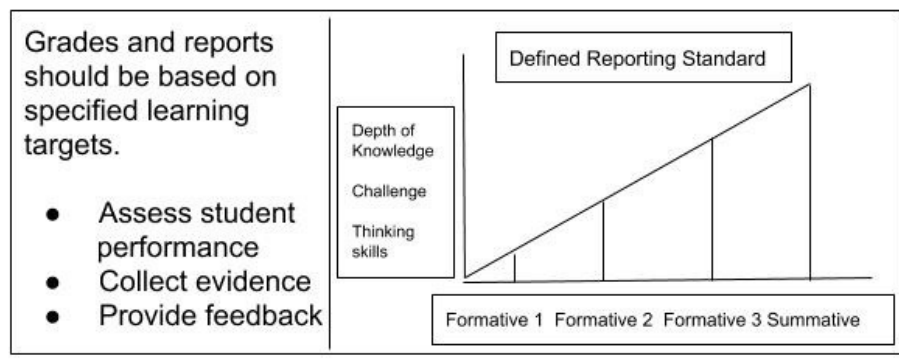 Grades and reports
should be based on
specified learning
targets.
● Assess student
performance
● Collect evidence
● Provide feedback
Defined Reporting Standard
Depth of
Knowledge
Challenge
Thinking
skills
Formative 1 Formative 2 Formative 3 Summative